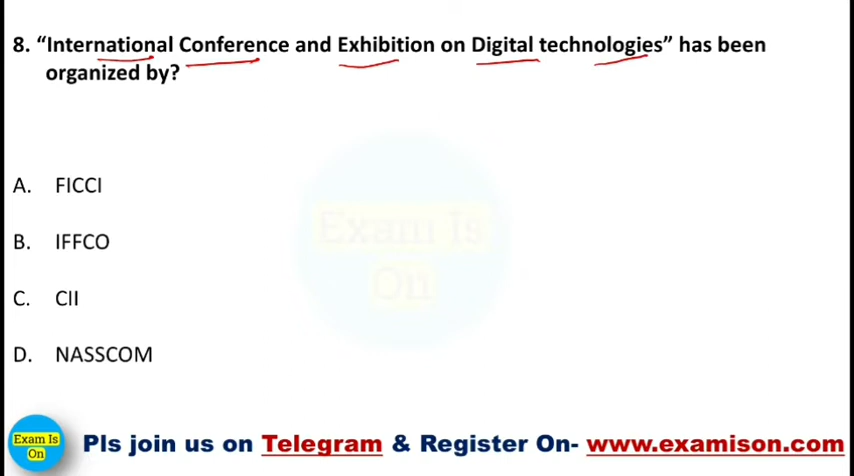 8. “International Conference and Exhibition on Digital technologies” has been
organized by?
A. FICCI
Exam Is
On
B. IFFCO
C. CII
D. NASSCOM
Exam Is
On
Pls join us on Telegram & Register On- www.examison.com